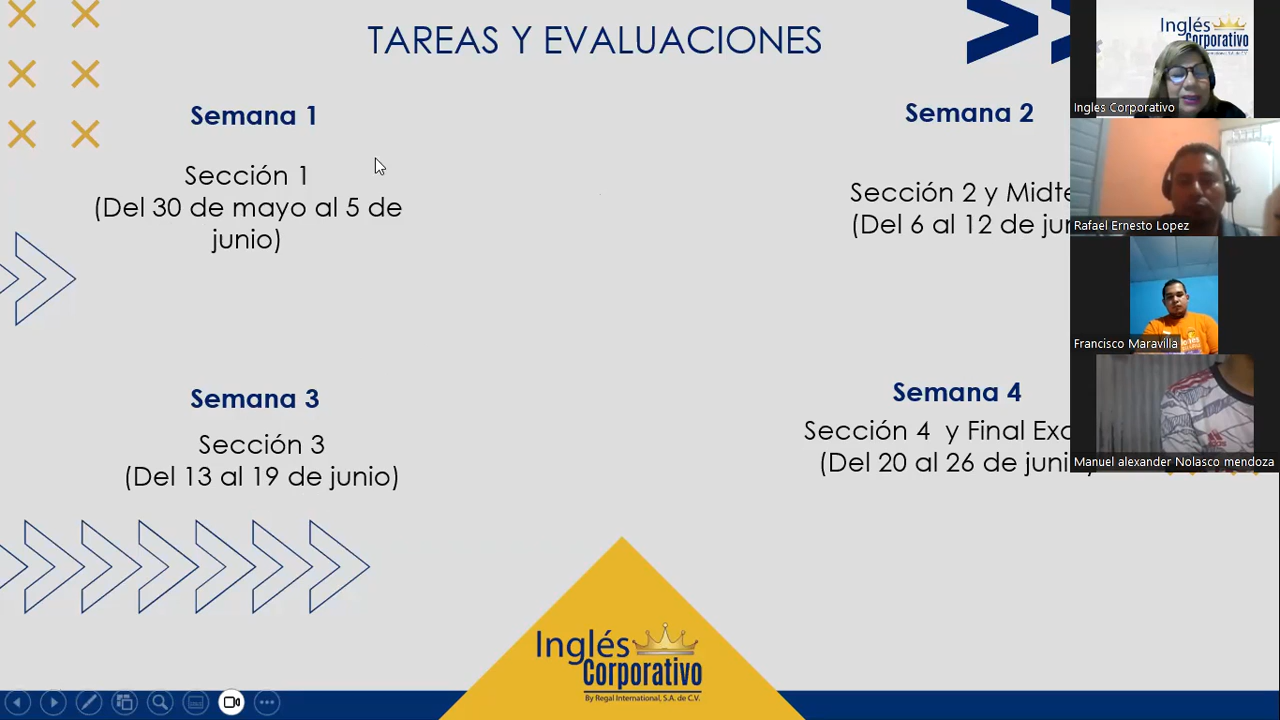 TAREAS Y EVALUACIONES
Semana 1
Sección 1
(Del 30 de mayo al 5 de
junio)
Semana 2
Sección 2 y
(Del 6 al 12 de
Semana 3
Sección 3
(Del 13 al 19 de junio)
Semana 4
Sección 4 y Final
(Del 20 al 26 de
Inglés
Corporativo
By Regal International, S.A. de C.V.
Inglés
Corporativo
Ingles Corporativo
Rafael Ernesto Lopez
Francisco Maravilla
Manuel alexander Nolasco mendoza